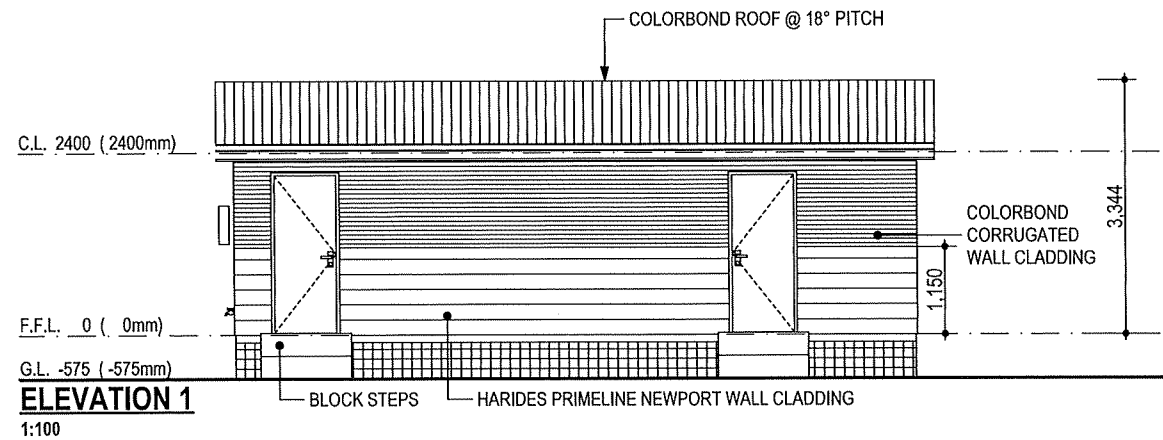 COLORBOND ROOF @ 18° PITCH
C.L. 2400 ( 2400mm)
3,344
COLORBOND
CORRUGATED
WALL CLADDING
1,150
F.F.L. 0 ( 0mm)
G.L. -575 (-575mm)
ELEVATION 1
BLOCK STEPS
HARIDES PRIMELINE NEWPORT WALL CLADDING
1:100